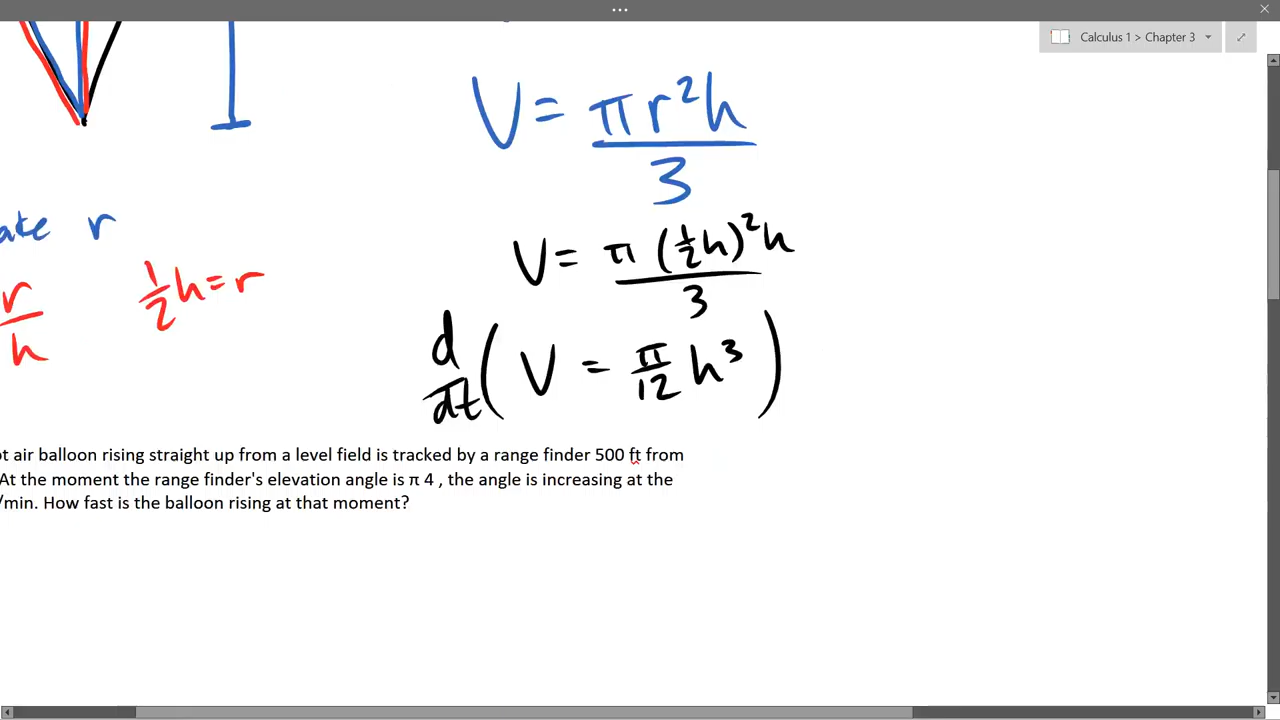 ...
Calculus 1 > Chapter 3
V = πr²h / 3
ate r
V = π(½h)²h / 3
½h = r
r / h
d/dt ( V = π/12 h³ )
ot air balloon rising straight up from a level field is tracked by a range finder 500 ft from
At the moment the range finder's elevation angle is π 4 , the angle is increasing at the
/min. How fast is the balloon rising at that moment?